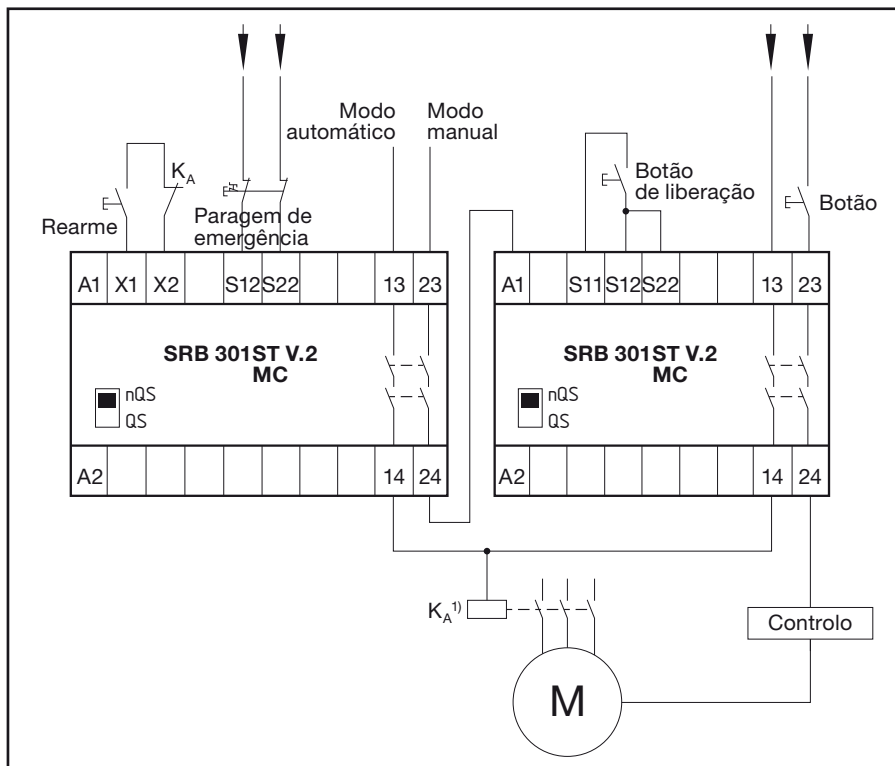 Modo
automático
Modo
manual
KA
Rearme
Paragem de
emergência
Botão
de liberação
Botão
A1 X1 X2 S12 S22 13 23
SRB 301ST V.2
MC
nQS
QS
A2 14 24
A1 S11 S12 S22 13 23
SRB 301ST V.2
MC
nQS
QS
A2 14 24
KA1)
Controlo
M